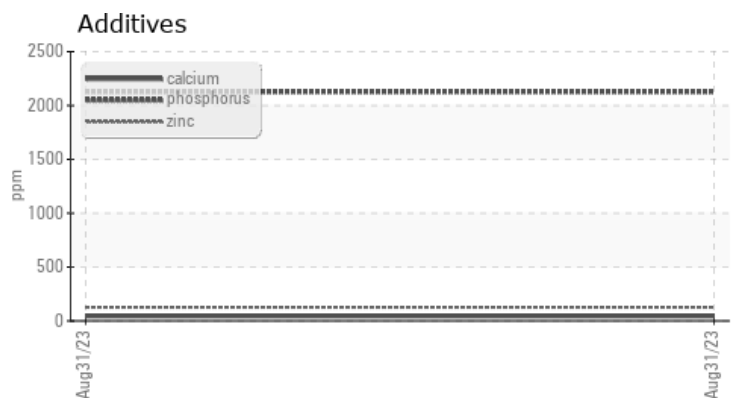 Additives
2500
2000
1500
1000
500
0
ppm
calcium
phosphorus
zinc
Aug31/23
Aug31/23